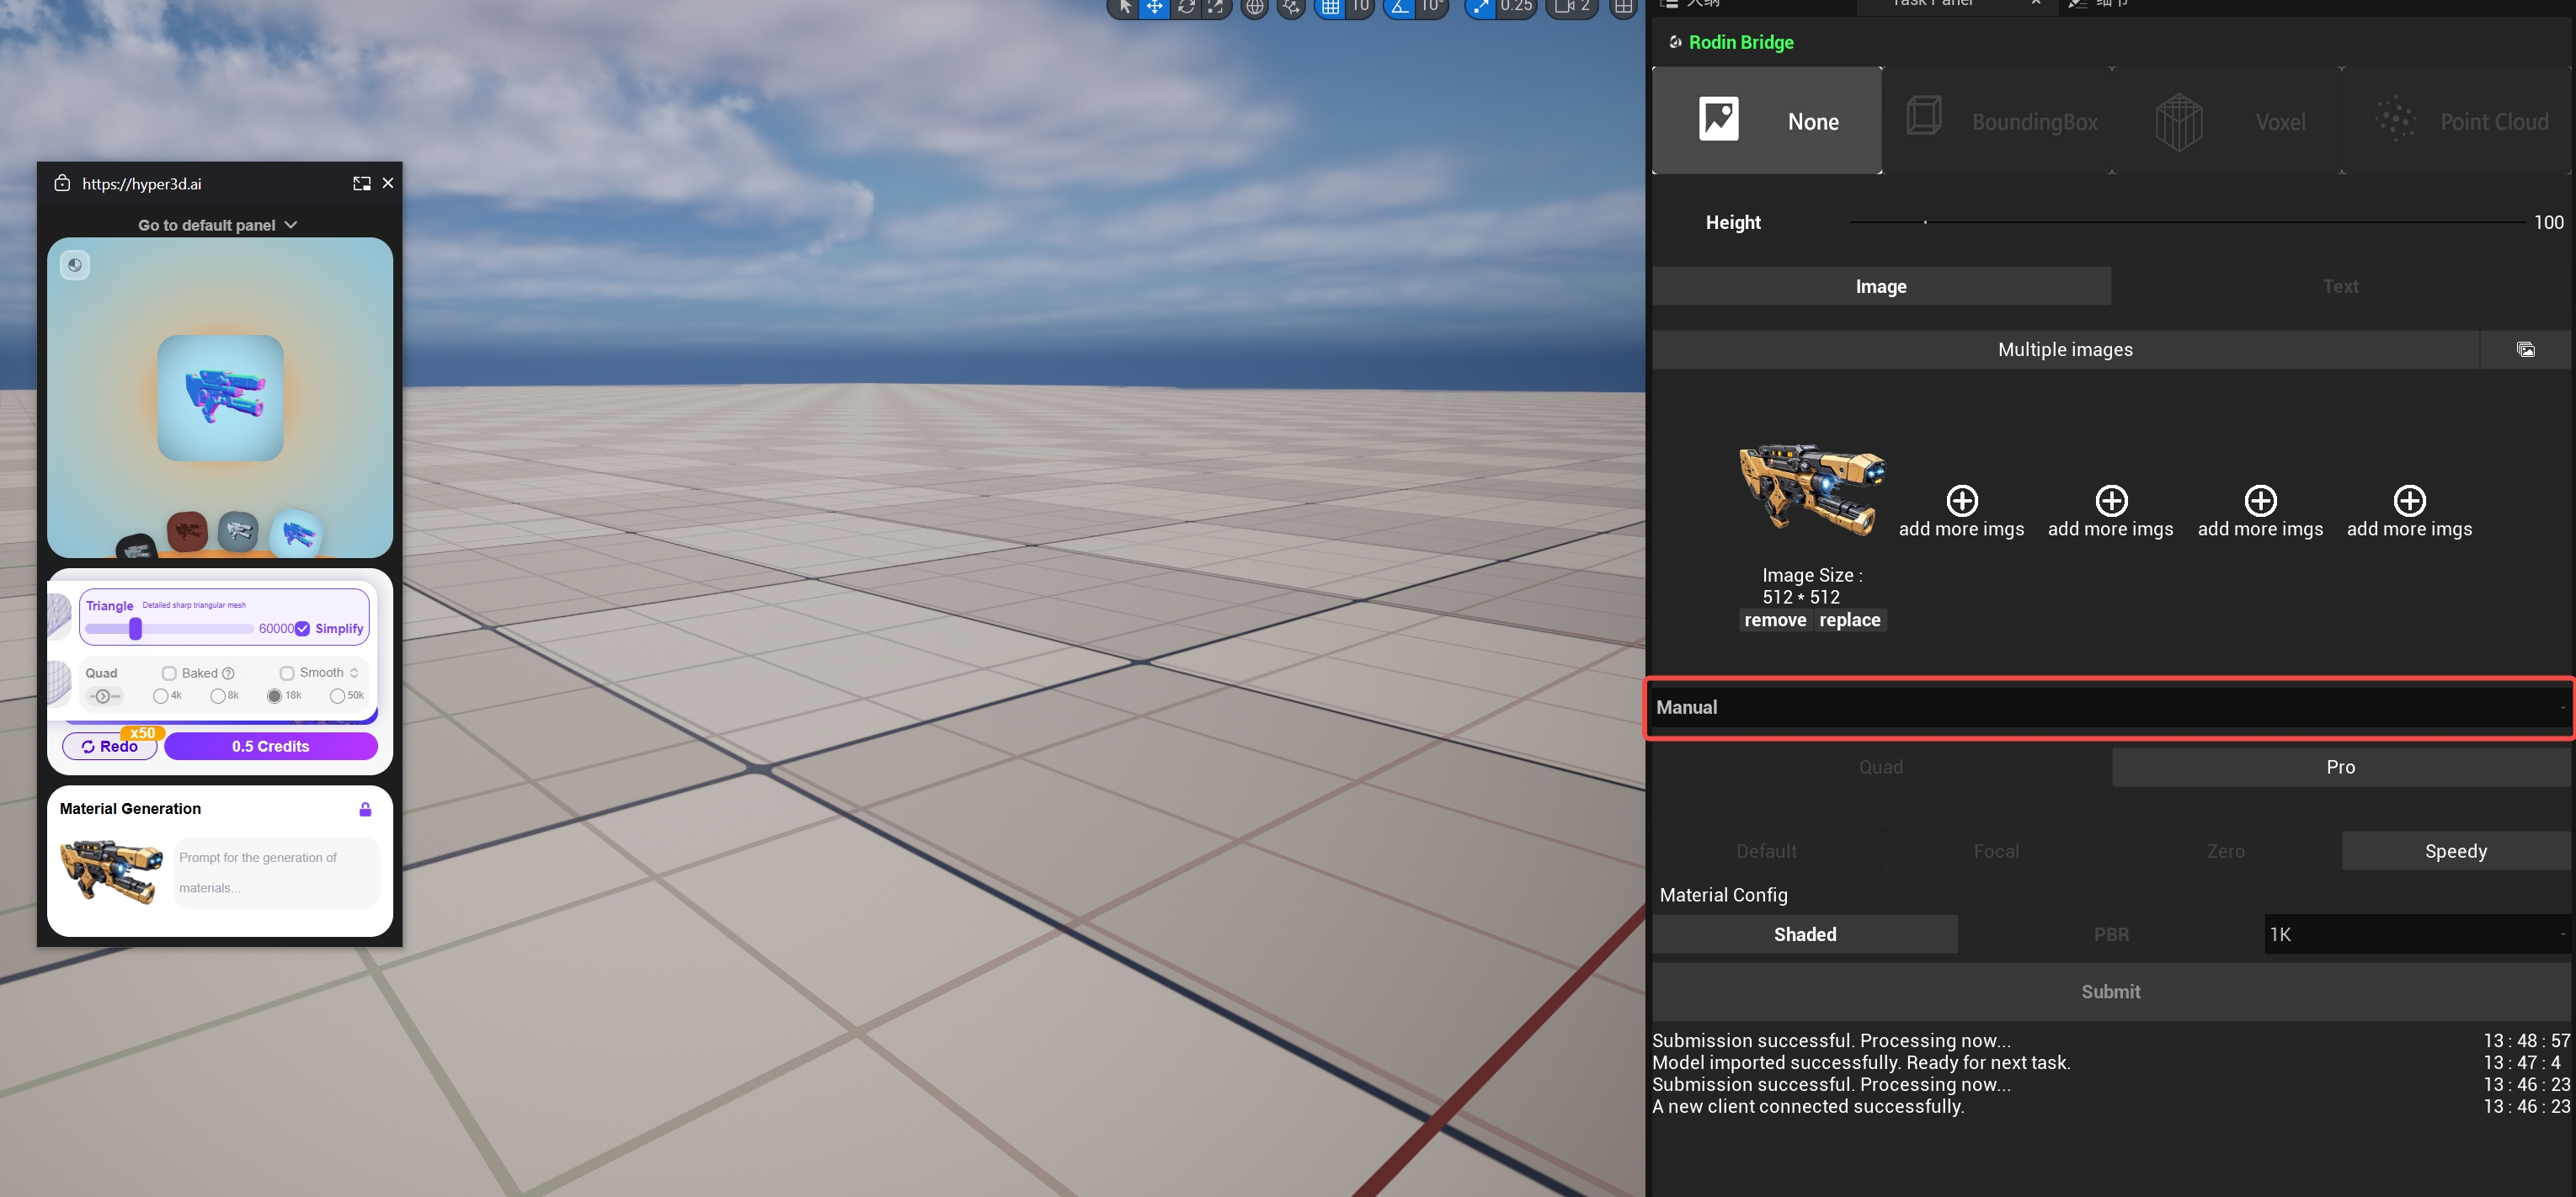 10
10°
0.25
2
大纲
Task Panel
细节
Rodin Bridge
None
BoundingBox
Voxel
Point Cloud
Height
100
Image
Text
Multiple images
add more imgs
add more imgs
add more imgs
add more imgs
Image Size :
512 * 512
remove
replace
Manual
Quad
Pro
Default
Focal
Zero
Speedy
Material Config
Shaded
PBR
1K
Submit
Submission successful. Processing now... 13 : 48 : 57
Model imported successfully. Ready for next task. 13 : 47 : 4
Submission successful. Processing now... 13 : 46 : 23
A new client connected successfully. 13 : 46 : 23
https://hyper3d.ai
Go to default panel
Triangle Detailed sharp triangular mesh
60000 Simplify
Quad Baked Smooth
4k 8k 18k 50k
x50
Redo
0.5 Credits
Material Generation
Prompt for the generation of
materials...